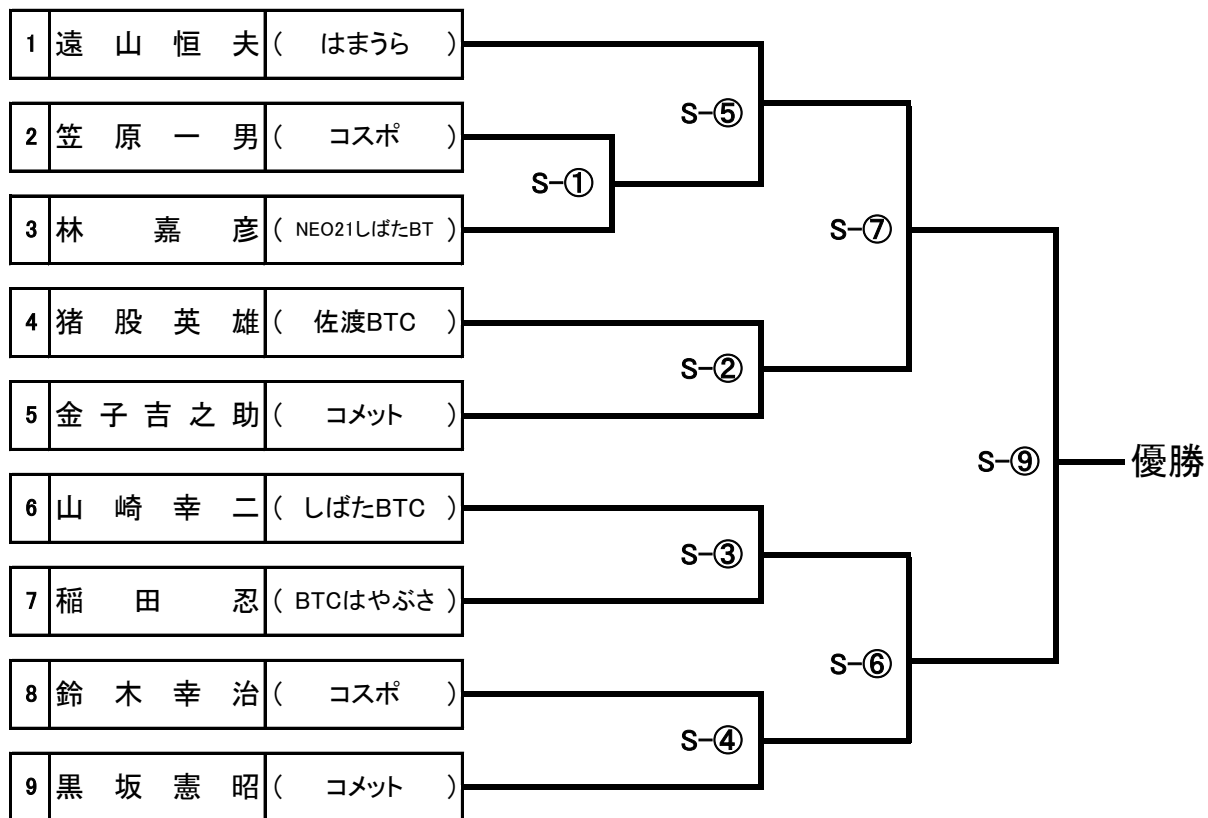 1 遠山恒夫 ( はまうら )
S-⑤
2 笠原一男 ( コスポ )
S-①
3 林嘉彦 ( NEO21しばたBT )
S-⑦
4 猪股英雄 ( 佐渡BTC )
S-②
5 金子吉之助 ( コメット )
S-⑨ 優勝
6 山崎幸二 ( しばたBTC )
S-③
7 稲田忍 ( BTCはやぶさ )
S-⑥
8 鈴木幸治 ( コスポ )
S-④
9 黒坂憲昭 ( コメット )